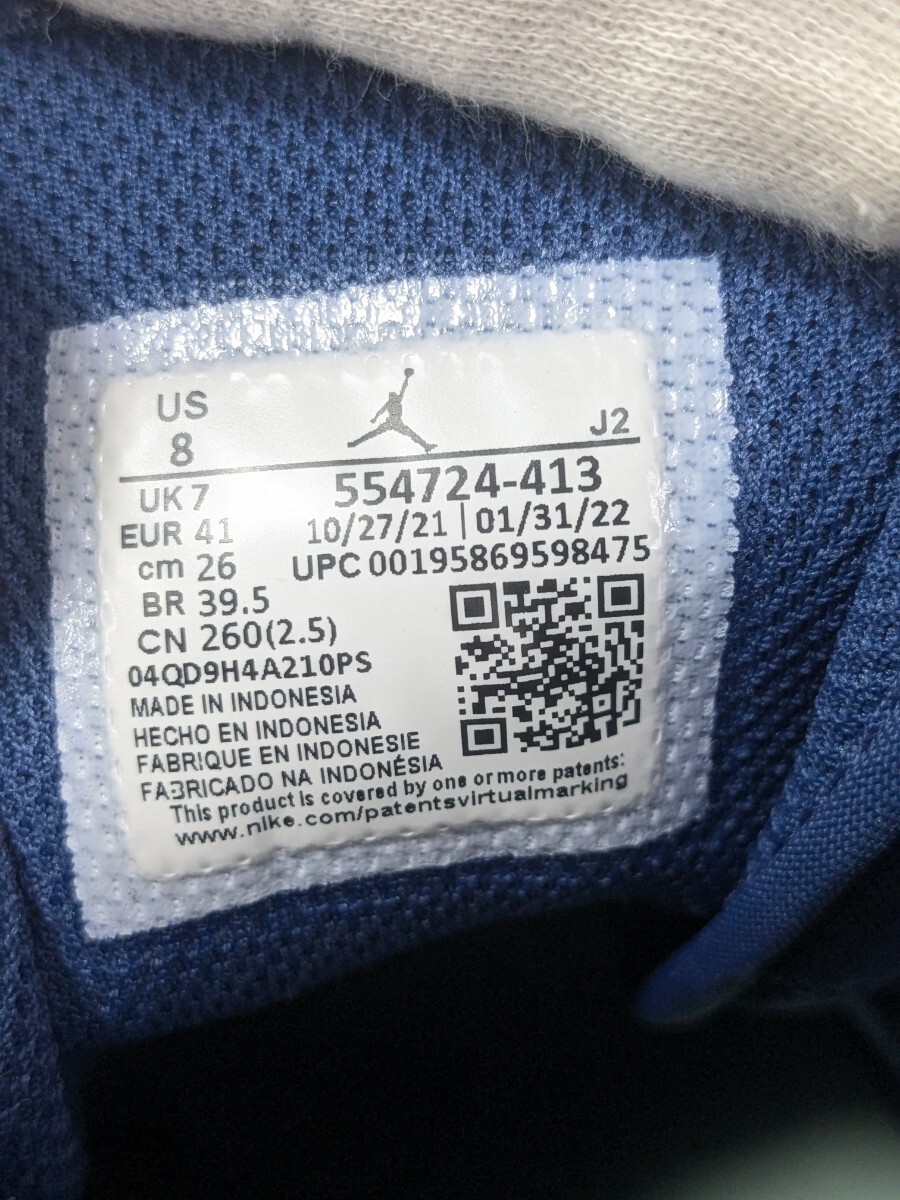 US
8
J2
UK 7
554724-413
EUR 41
10/27/21 | 01/31/22
cm 26
UPC 00195869598475
BR 39.5
CN 260(2.5)
04QD9H4A210PS
MADE IN INDONESIA
HECHO EN INDONESIA
FABRIQUE EN INDONESIE
FABRICADO NA INDONÉSIA
This product is covered by one or more patents:
www.nike.com/patentsvirtualmarking